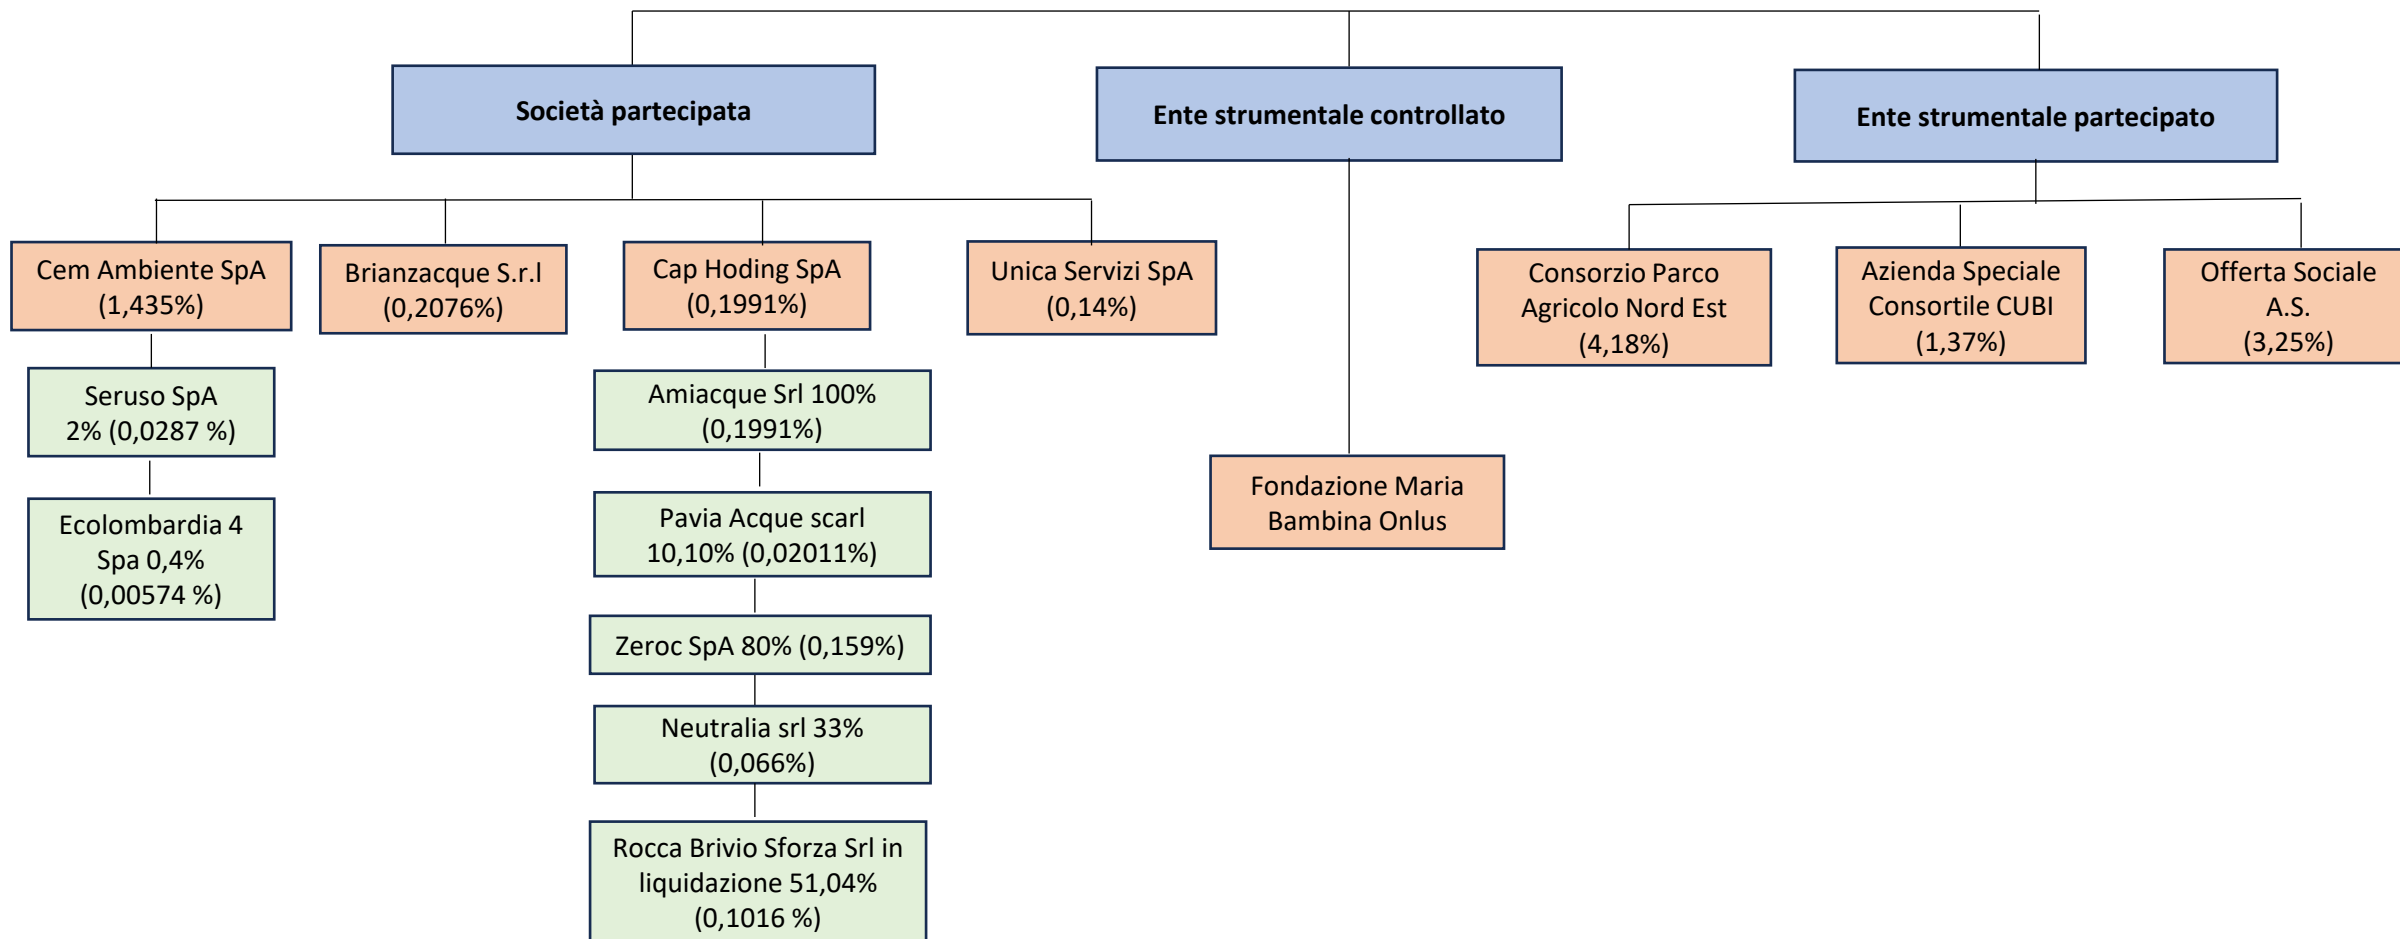 Società partecipata
Ente strumentale controllato
Ente strumentale partecipato
Cem Ambiente SpA
(1,435%)
Brianzacque S.r.l
(0,2076%)
Cap Hoding SpA
(0,1991%)
Unica Servizi SpA
(0,14%)
Consorzio Parco
Agricolo Nord Est
(4,18%)
Azienda Speciale
Consortile CUBI
(1,37%)
Offerta Sociale
A.S.
(3,25%)
Seruso SpA
2% (0,0287 %)
Ecolombardia 4
Spa 0,4%
(0,00574 %)
Amiacque Srl 100%
(0,1991%)
Pavia Acque scarl
10,10% (0,02011%)
Zeroc SpA 80% (0,159%)
Neutralia srl 33%
(0,066%)
Rocca Brivio Sforza Srl in
liquidazione 51,04%
(0,1016 %)
Fondazione Maria
Bambina Onlus